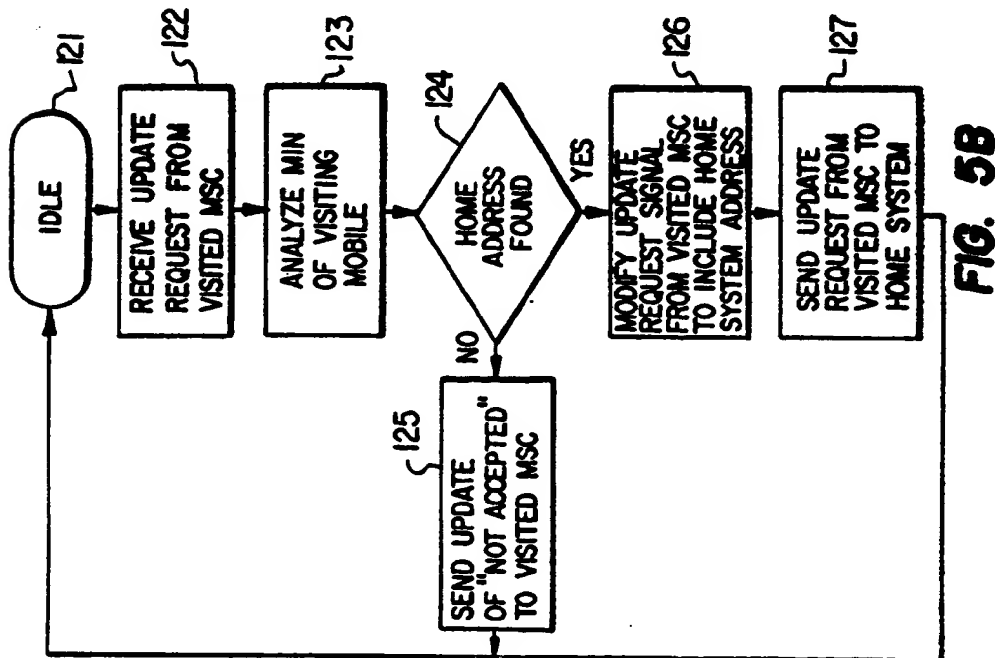 121
IDLE
122
RECEIVE UPDATE
REQUEST FROM
VISITED MSC
123
ANALYZE MIN
OF VISITING
MOBILE
124
HOME
ADDRESS
FOUND
NO
YES
125
SEND UPDATE
OF "NOT ACCEPTED"
TO VISITED MSC
126
MODIFY UPDATE
REQUEST SIGNAL
FROM VISITED MSC
TO INCLUDE HOME
SYSTEM ADDRESS
127
SEND UPDATE
REQUEST FROM
VISITED MSC TO
HOME SYSTEM
FIG. 5B